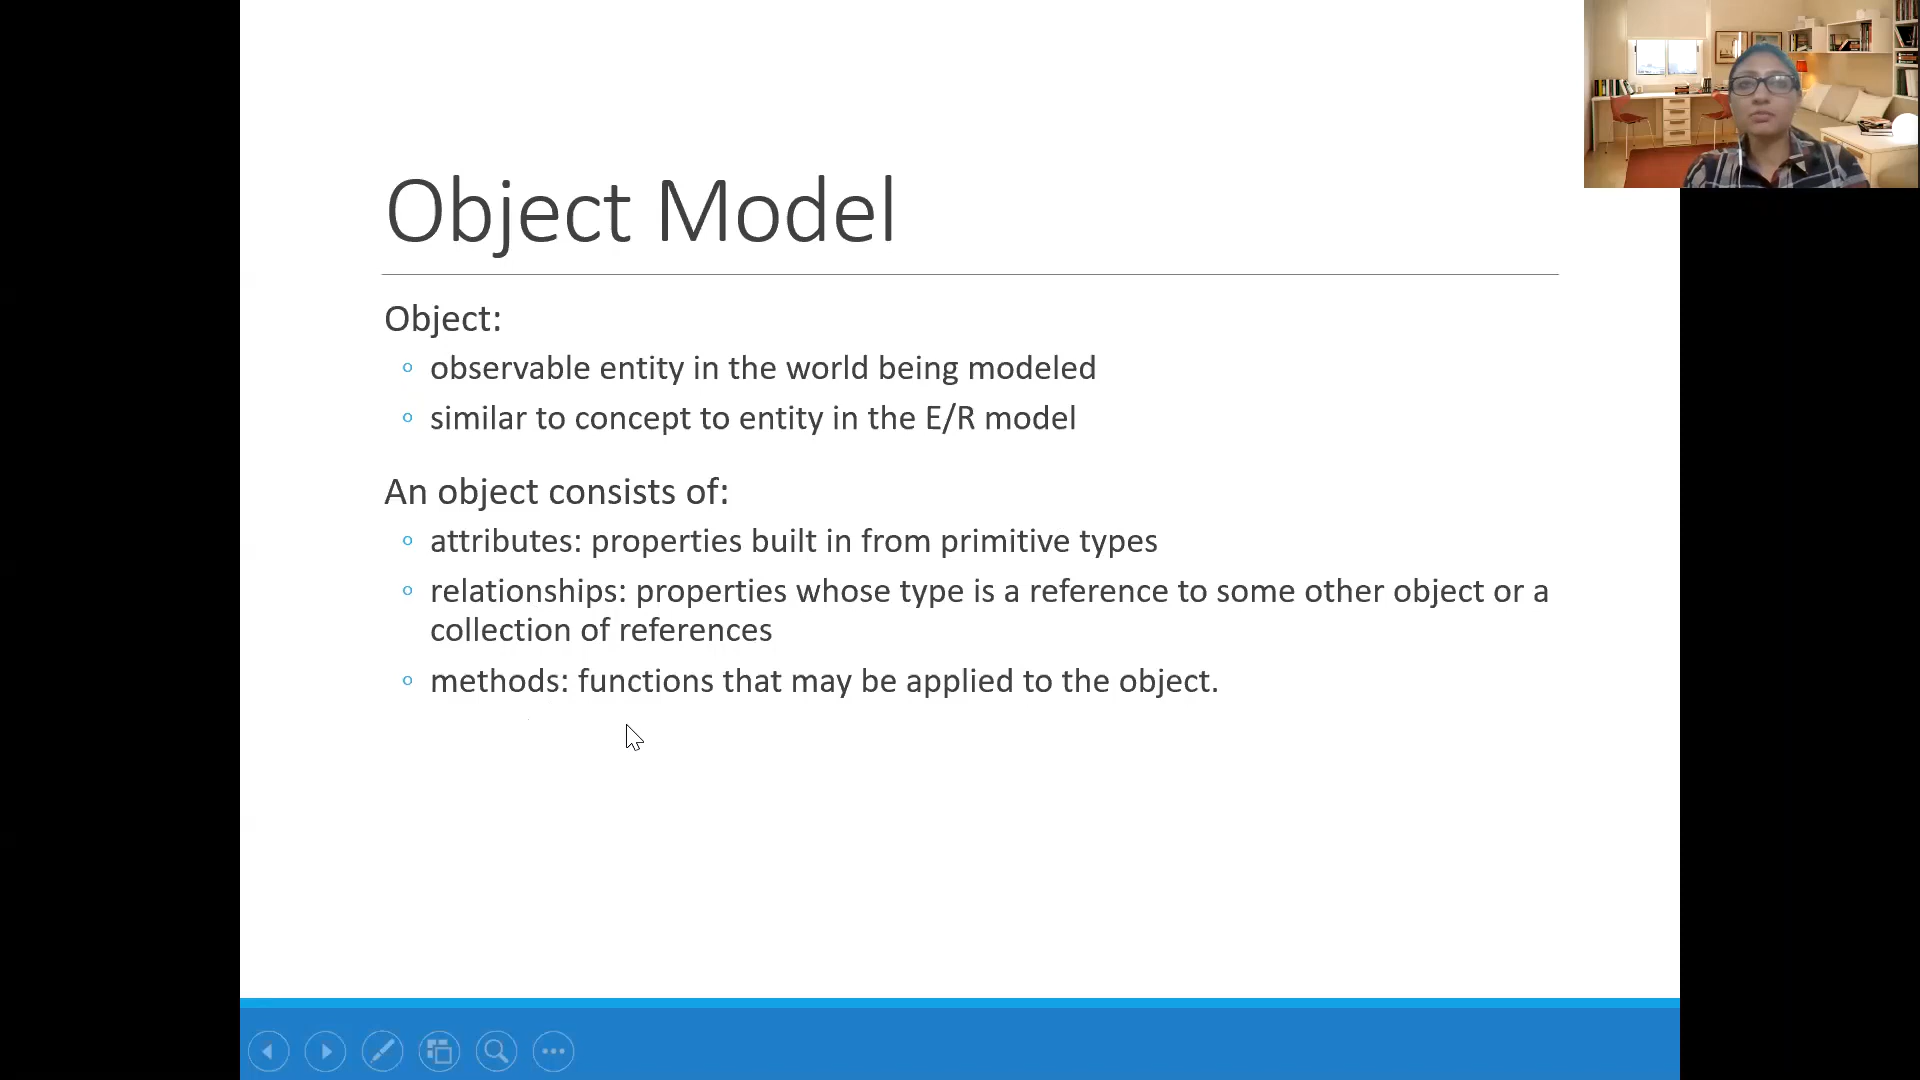 Object Model
Object:
observable entity in the world being modeled
similar to concept to entity in the E/R model
An object consists of:
attributes: properties built in from primitive types
relationships: properties whose type is a reference to some other object or a
collection of references
methods: functions that may be applied to the object.